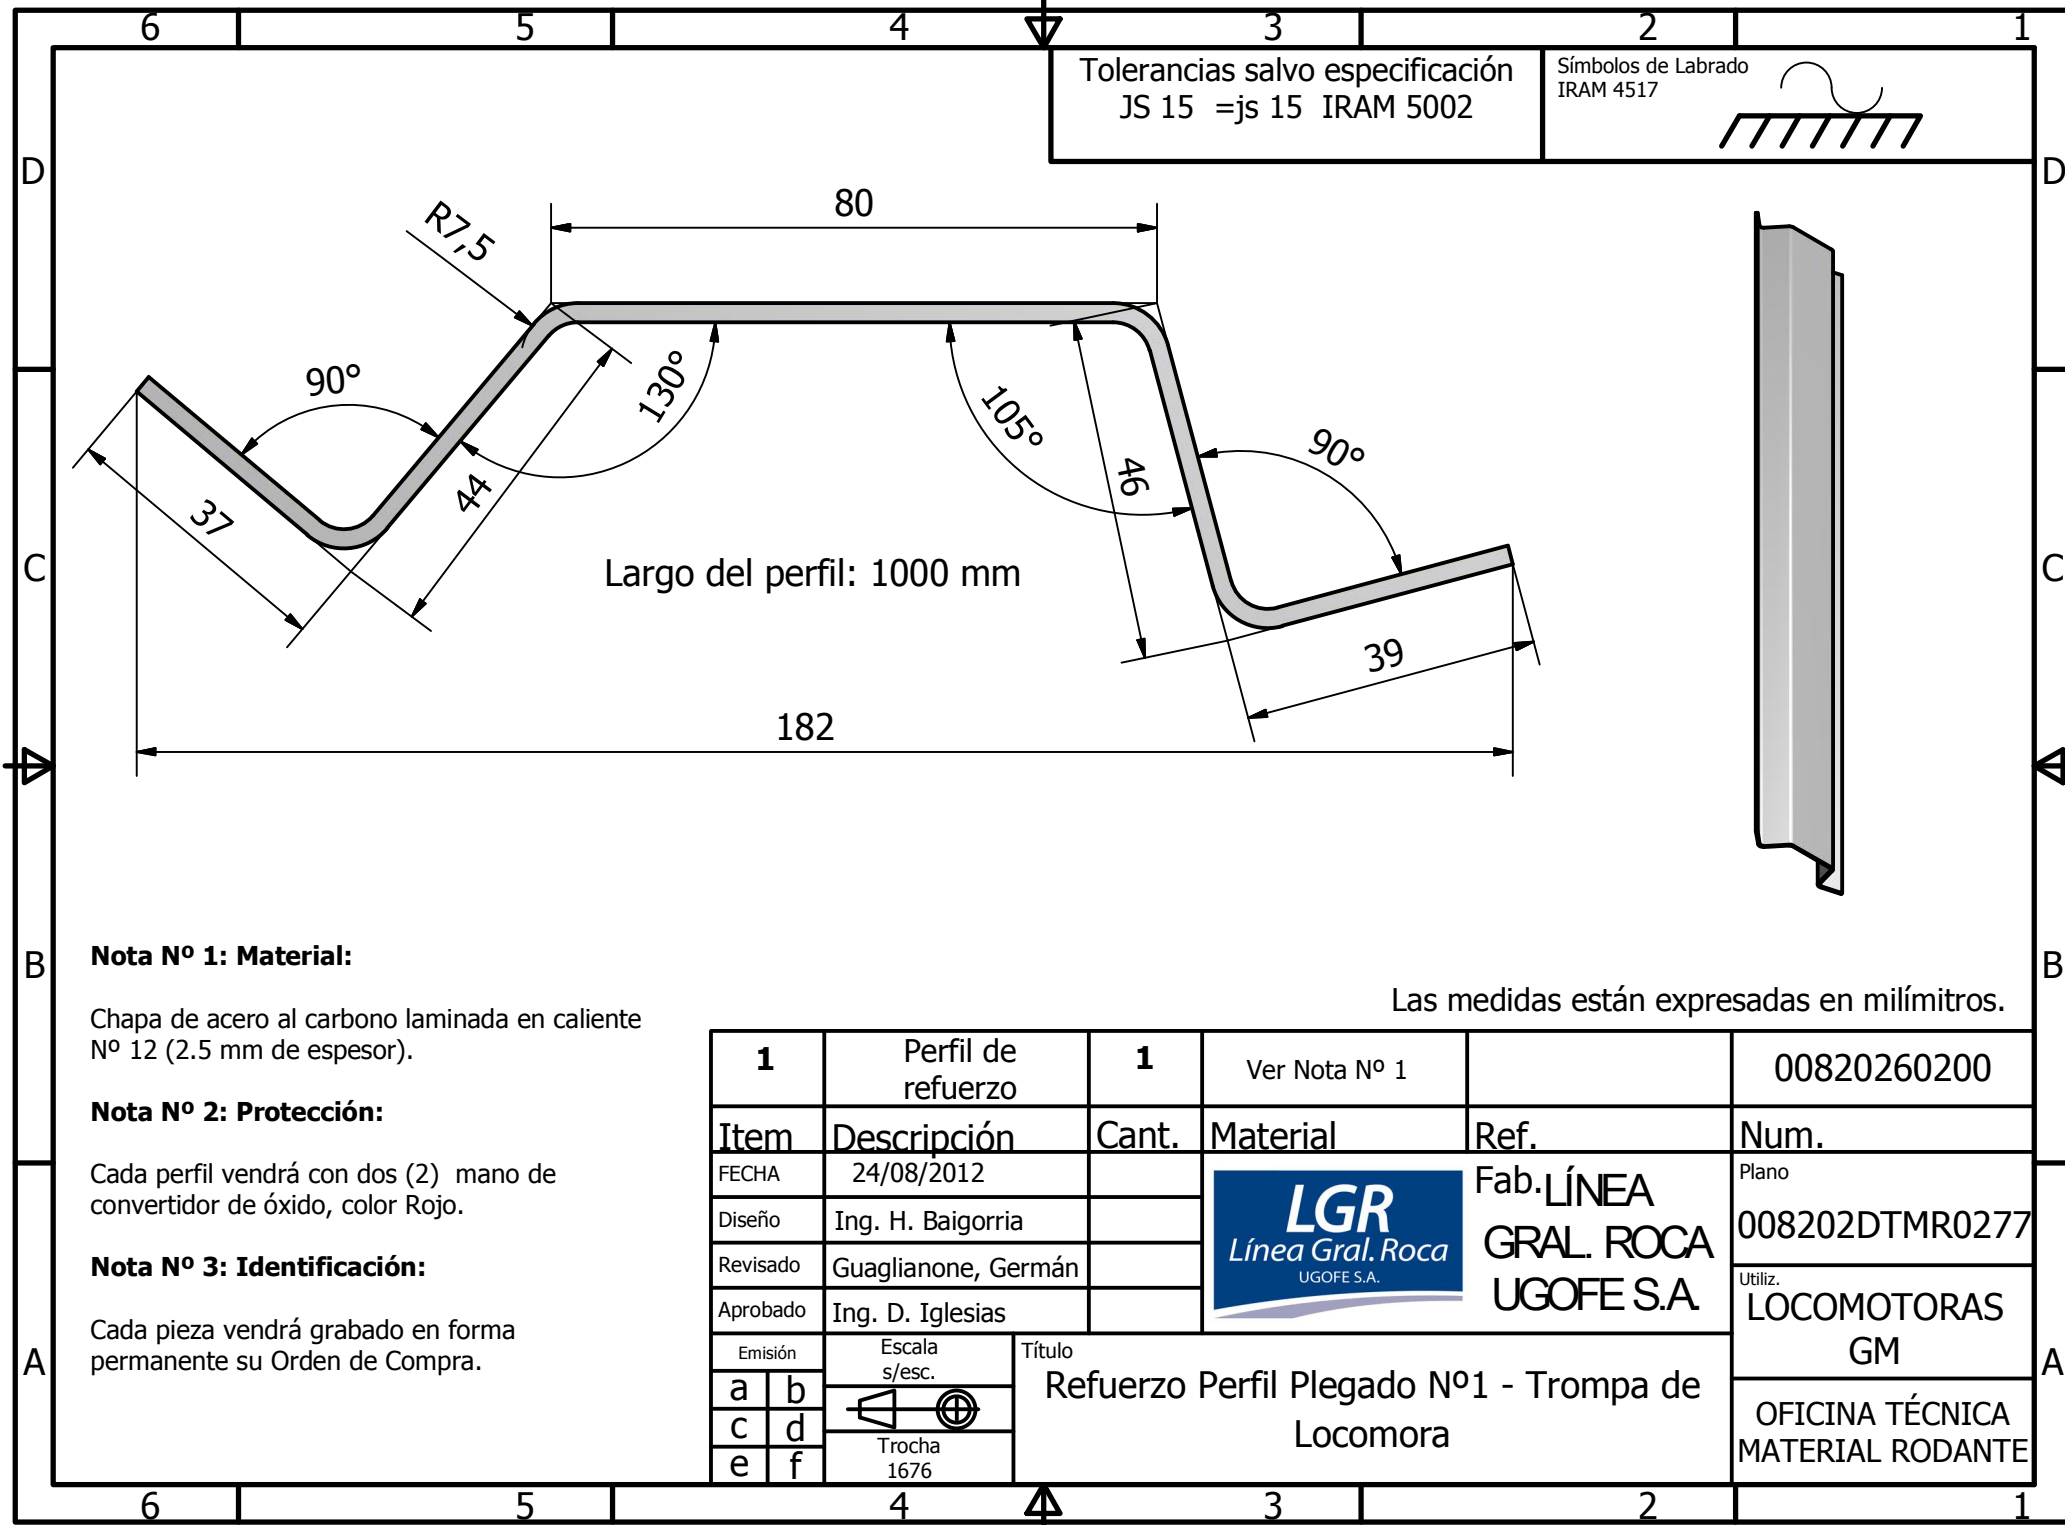 6 5 4 3 2 1
Tolerancias salvo especificación
JS 15 =js 15 IRAM 5002
Símbolos de Labrado
IRAM 4517
D D
80
R7,5
90°
130°
105°
90°
37
44
46
39
C C
Largo del perfil: 1000 mm
182
B B
Nota Nº 1: Material:
Chapa de acero al carbono laminada en caliente
Nº 12 (2.5 mm de espesor).
Nota Nº 2: Protección:
Cada perfil vendrá con dos (2) mano de
convertidor de óxido, color Rojo.
Nota Nº 3: Identificación:
Cada pieza vendrá grabado en forma
permanente su Orden de Compra.
Las medidas están expresadas en milímitros.
1 Perfil de 1 Ver Nota Nº 1 00820260200
refuerzo
Item Descripción Cant. Material Ref. Num.
FECHA 24/08/2012
Diseño Ing. H. Baigorria
Revisado Guaglianone, Germán
Aprobado Ing. D. Iglesias
LGR
Línea Gral. Roca
UGOFE S.A.
Fab. LÍNEA
GRAL. ROCA
UGOFE S.A.
Plano
008202DTMR0277
Utiliz.
LOCOMOTORAS
GM
Emisión
a b
c d
e f
Escala
s/esc.
Trocha
1676
Título
Refuerzo Perfil Plegado Nº1 - Trompa de
Locomora
OFICINA TÉCNICA
MATERIAL RODANTE
A A
6 5 4 3 2 1